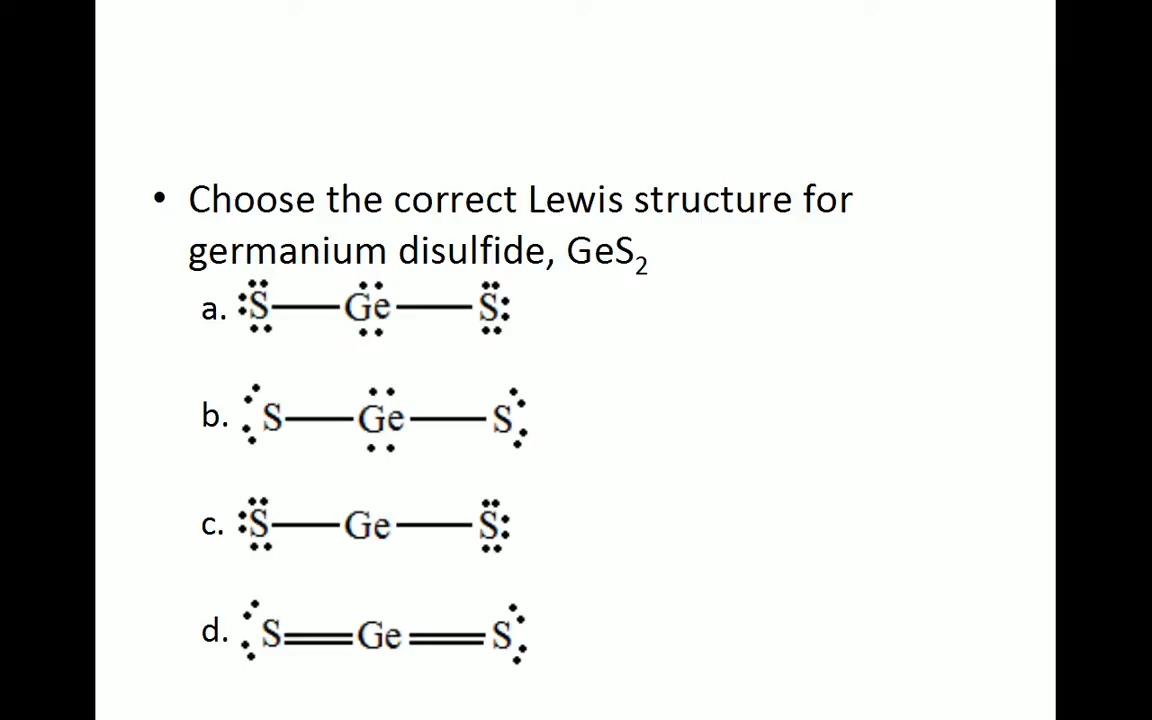 • Choose the correct Lewis structure for
germanium disulfide, GeS₂
a. S — Ge — S
b. S — Ge — S
c. S — Ge — S
d. S = Ge = S